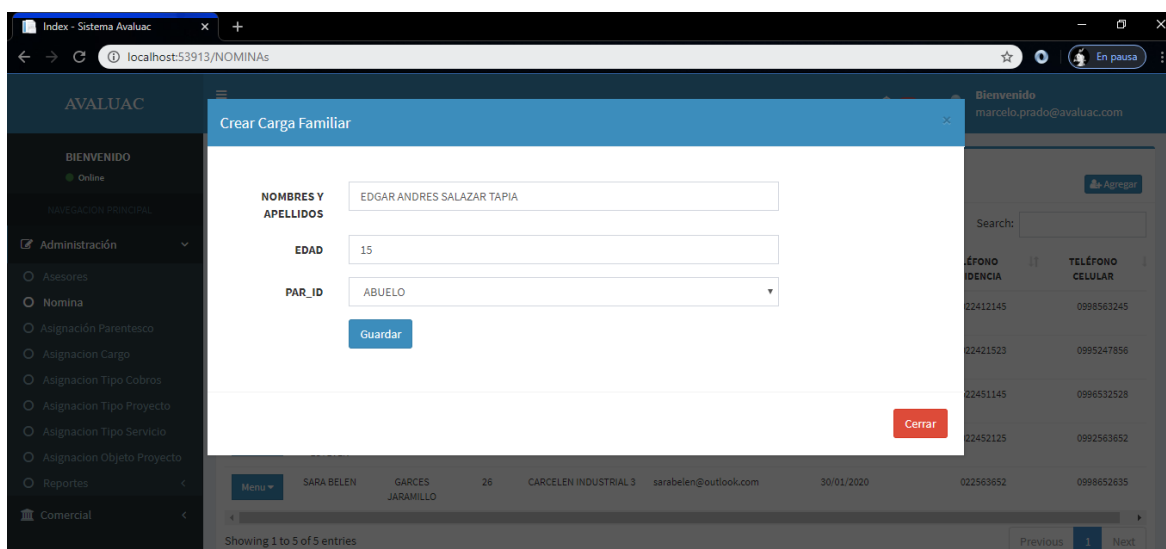 Index - Sistema Avaluac
localhost:53913/NOMINAs
En pausa
AVALUAC
Bienvenido
marcelo.prado@avaluac.com
Crear Carga Familiar
BIENVENIDO
Online
NAVEGACION PRINCIPAL
Administración
Asesores
Nomina
Asignación Parentesco
Asignacion Cargo
Asignacion Tipo Cobros
Asignacion Tipo Proyecto
Asignacion Tipo Servicio
Asignacion Objeto Proyecto
Reportes
Comercial
NOMBRES Y
APELLIDOS
EDGAR ANDRES SALAZAR TAPIA
EDAD
15
PAR_ID
ABUELO
Guardar
Cerrar
Agregar
Search:
TELÉFONO
CELULAR
22412145 0998563245
22421523 0995247856
22451145 0996532528
22452125 0992563652
Menu SARA BELEN GARCES
JARAMILLO 26 CARCELEN INDUSTRIAL 3 sarabelen@outlook.com 30/01/2020 022563652 0998652635
Showing 1 to 5 of 5 entries
Previous 1 Next